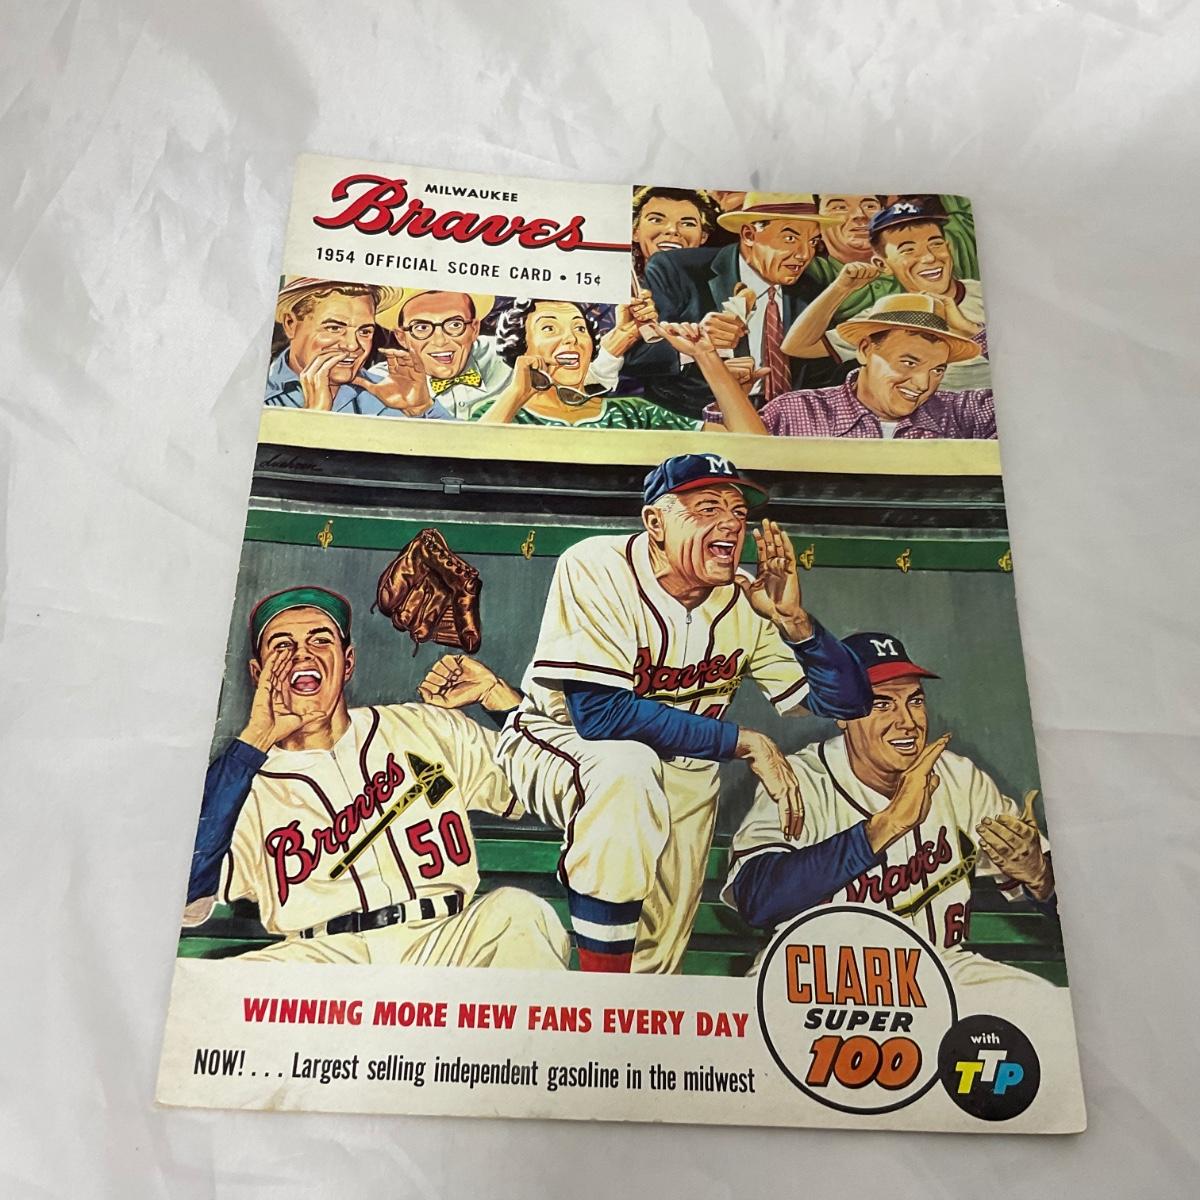 MILWAUKEE
Braves
1954 OFFICIAL SCORE CARD • 15¢
M
M
M
Braves
Braves
50
Braves
6
WINNING MORE NEW FANS EVERY DAY
NOW! . . . Largest selling independent gasoline in the midwest
CLARK
SUPER
100
with
TTP